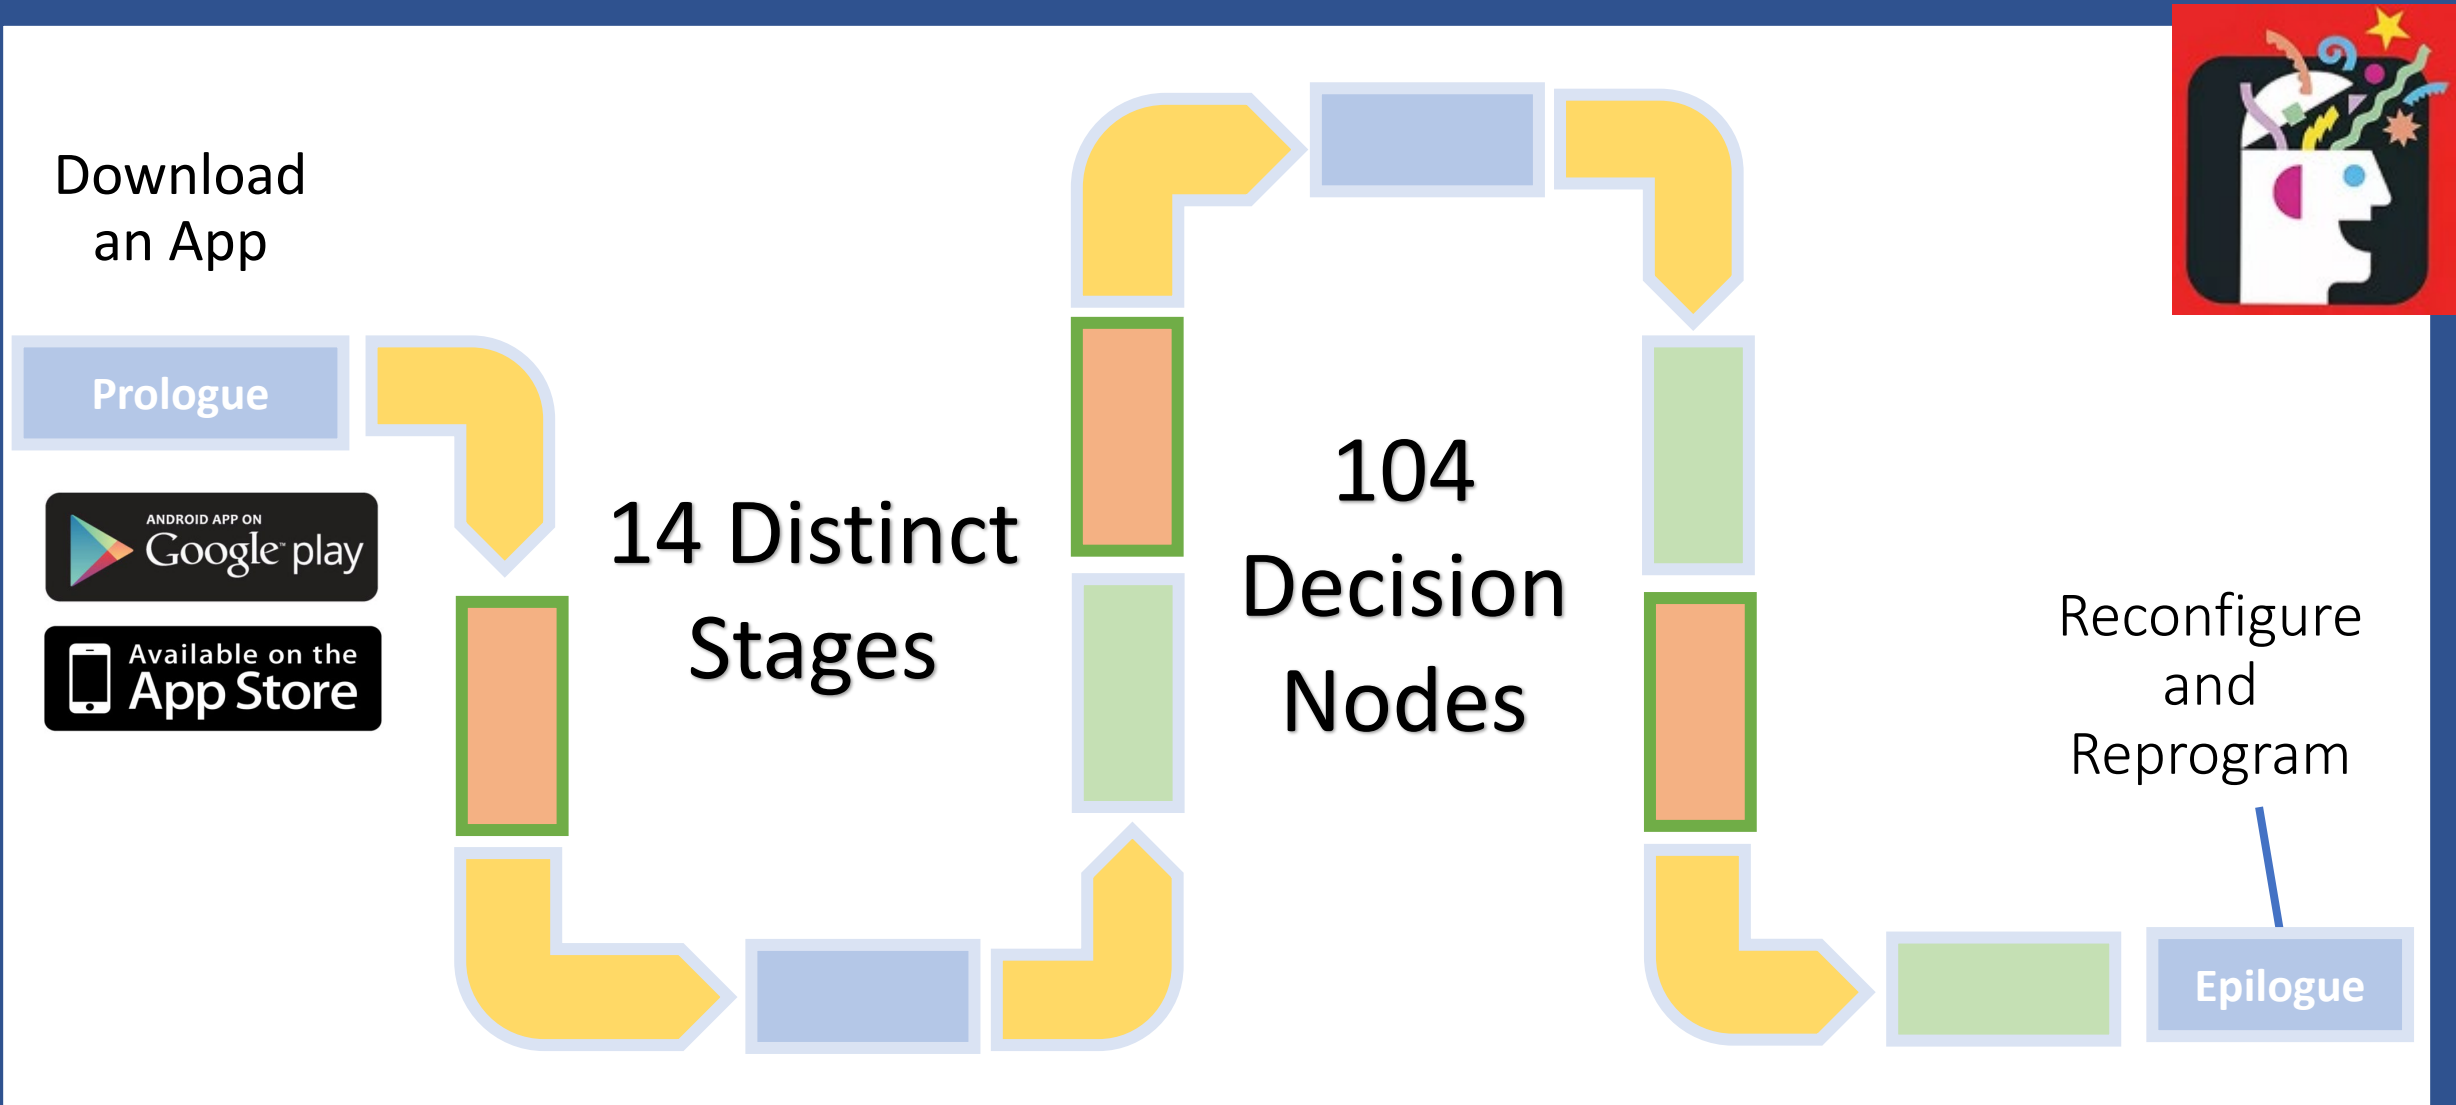 Download
an App
Prologue
ANDROID APP ON
Google™ play
Available on the
App Store
14 Distinct
Stages
104
Decision
Nodes
Reconfigure
and
Reprogram
Epilogue